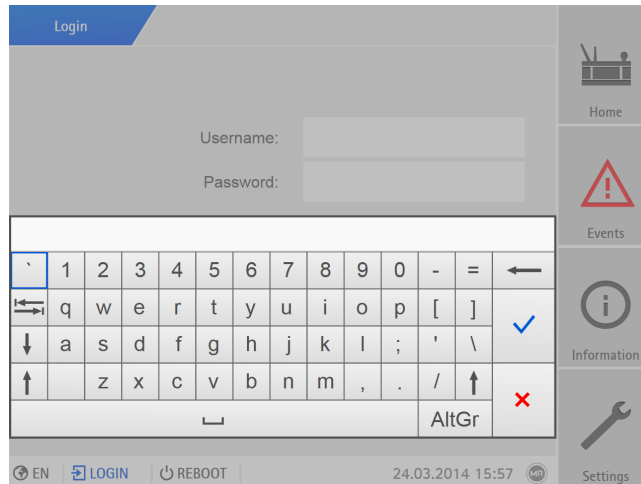 Login
Home
Username:
Password:
Events
` 1 2 3 4 5 6 7 8 9 0 - =
q w e r t y u i o p [ ]
a s d f g h j k l ; ' \
Information
z x c v b n m , . /
AltGr
EN LOGIN REBOOT 24.03.2014 15:57 MR
Settings